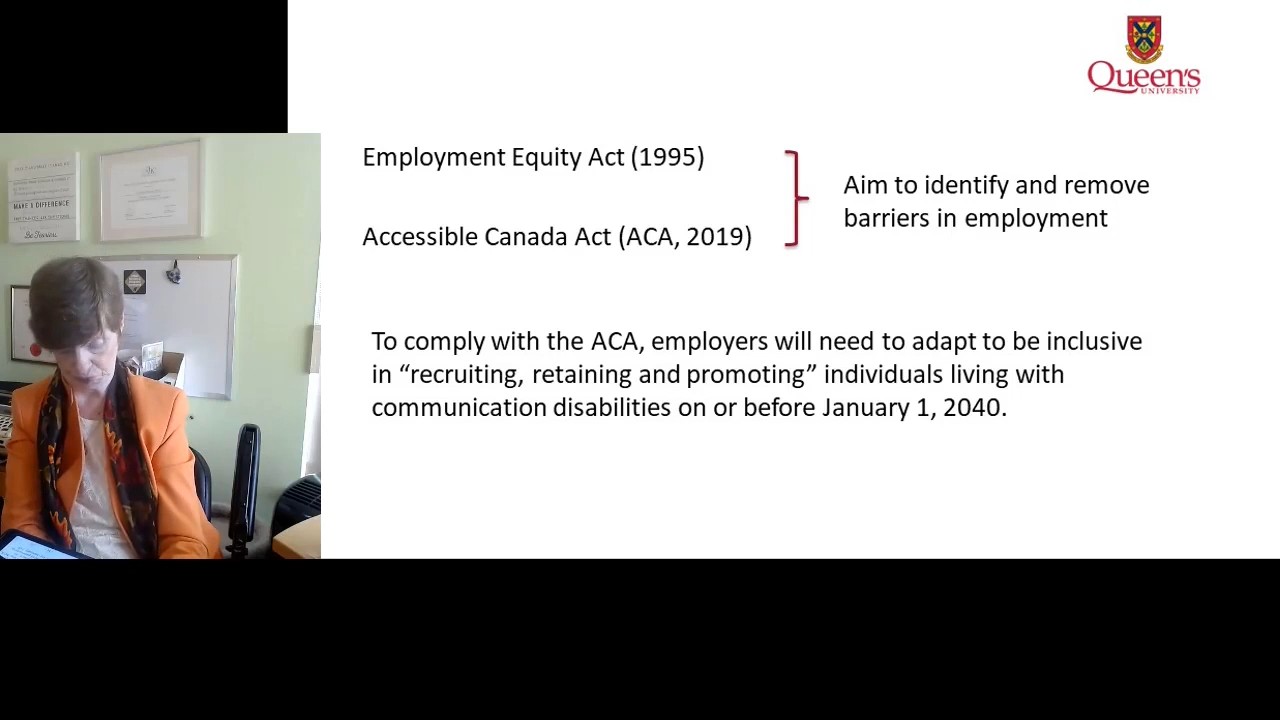 Queen's
UNIVERSITY
Employment Equity Act (1995)
Accessible Canada Act (ACA, 2019)
Aim to identify and remove
barriers in employment
To comply with the ACA, employers will need to adapt to be inclusive
in “recruiting, retaining and promoting” individuals living with
communication disabilities on or before January 1, 2040.
MAKE A DIFFERENCE